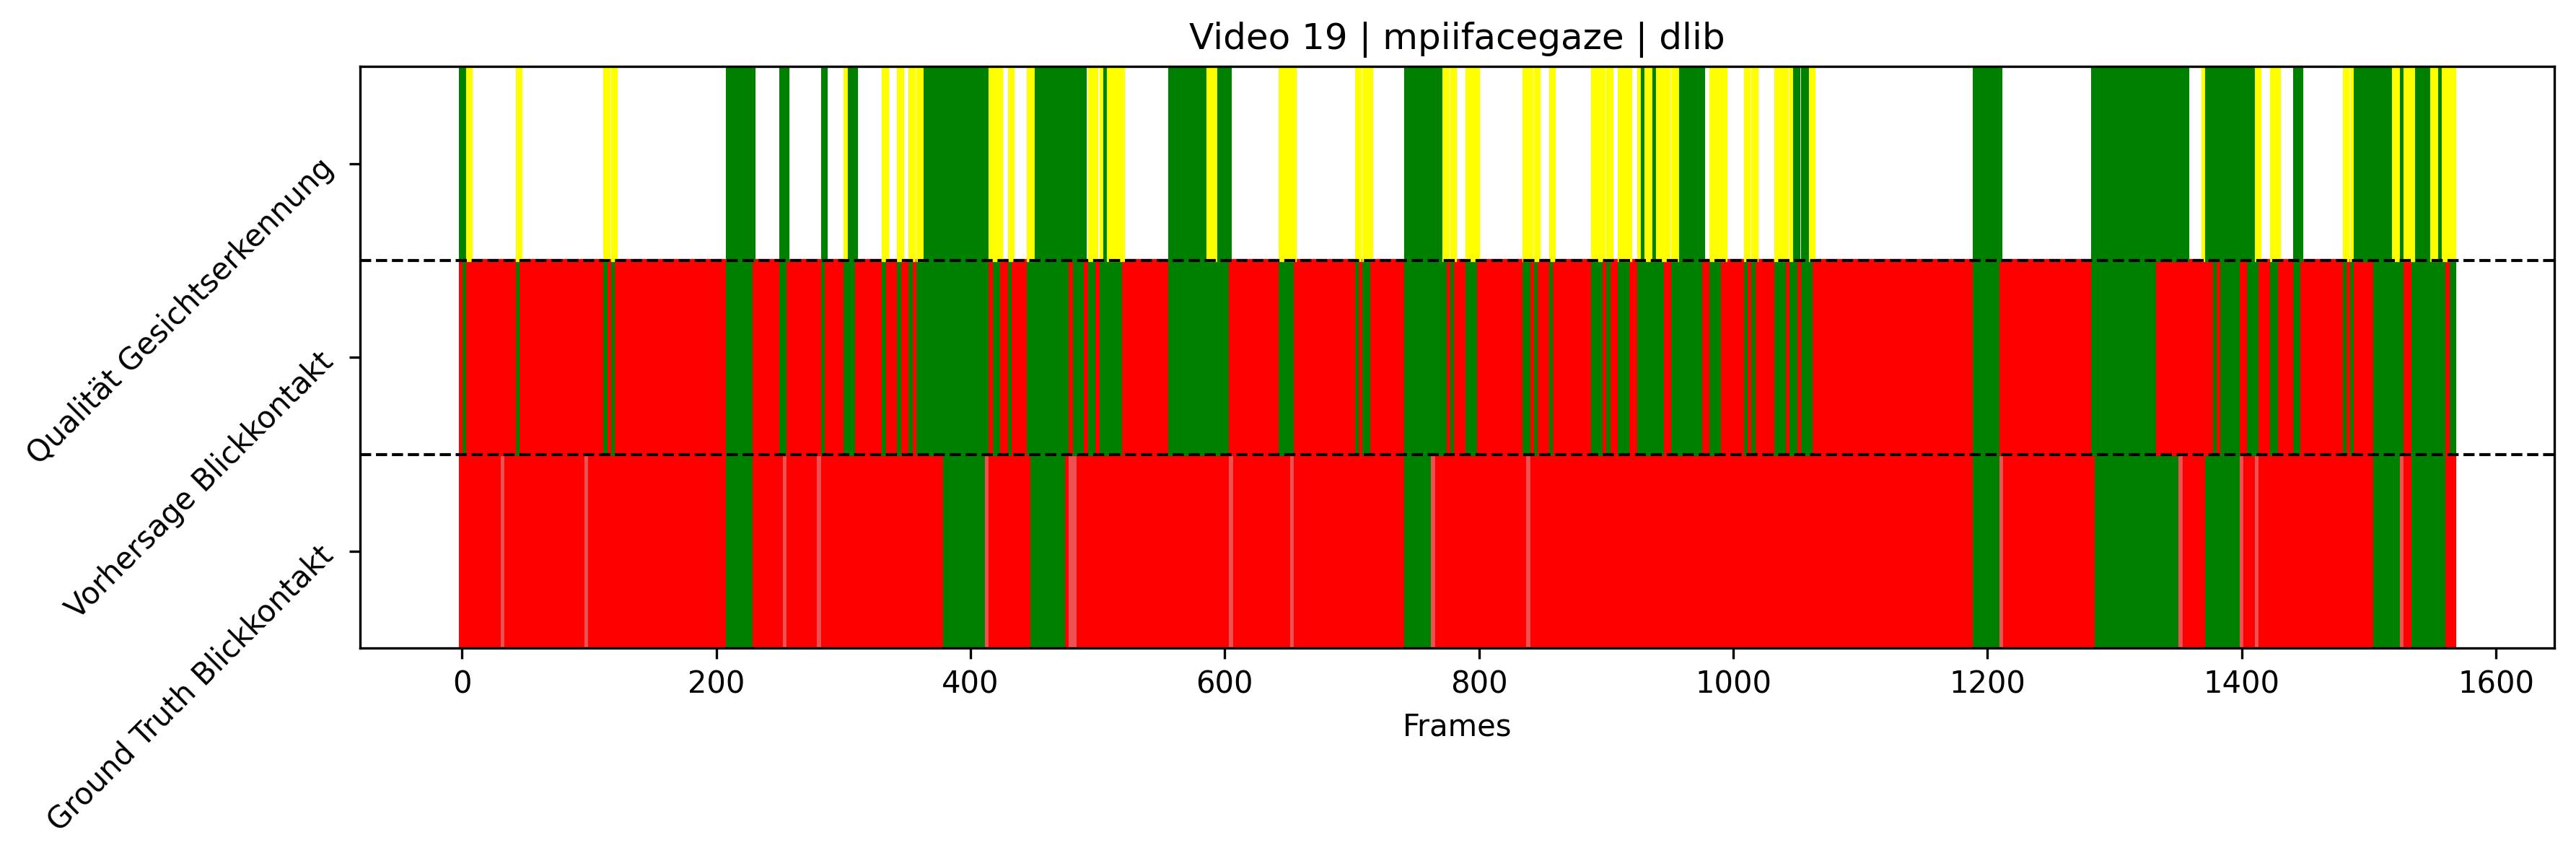 Video 19 | mpiifacegaze | dlib
Qualität Gesichtserkennung
Vorhersage Blickkontakt
Ground Truth Blickkontakt
0 200 400 600 800 1000 1200 1400 1600
Frames